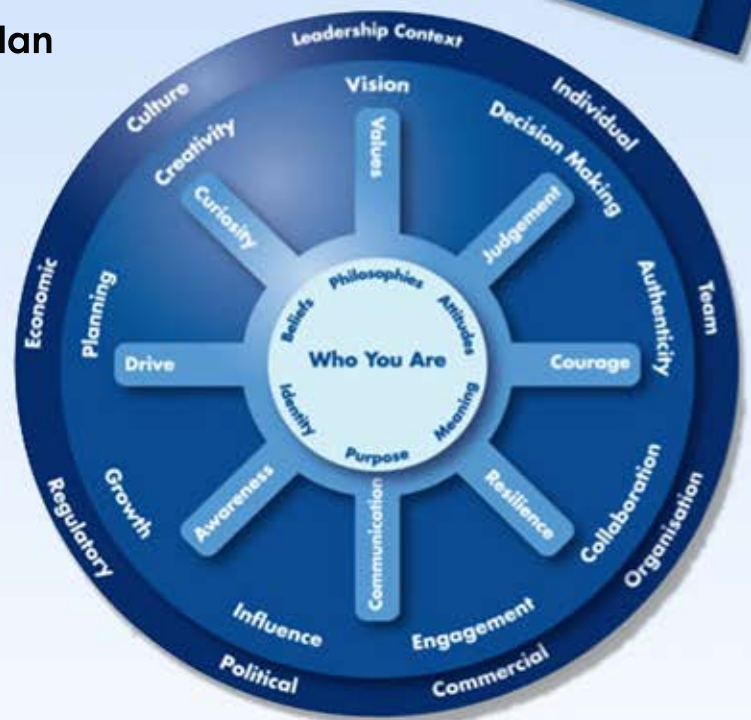 lan
Leadership Context
Individual
Team
Organisation
Commercial
Political
Regulatory
Economic
Culture
Vision
Decision Making
Authenticity
Collaboration
Engagement
Influence
Growth
Planning
Creativity
Values
Judgement
Courage
Resilience
Communication
Awareness
Drive
Curiosity
Philosophies
Attitudes
Meaning
Purpose
Identity
Beliefs
Who You Are